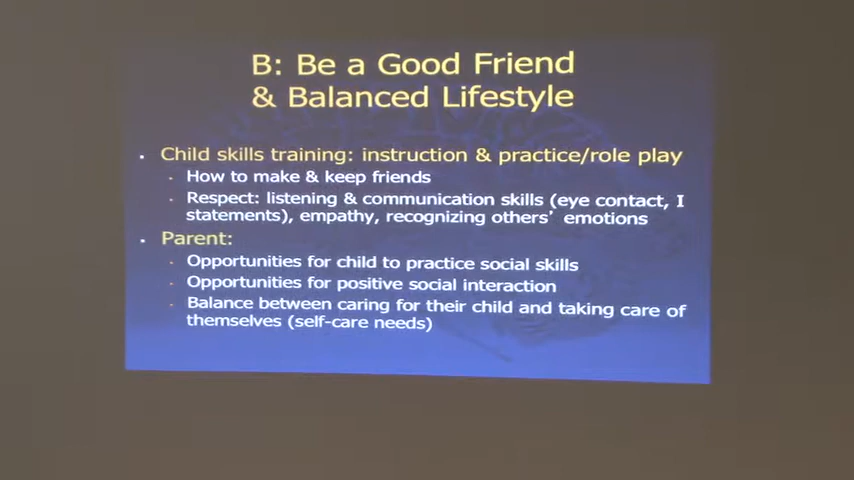 B: Be a Good Friend
& Balanced Lifestyle
Child skills training: instruction & practice/role play
How to make & keep friends
Respect: listening & communication skills (eye contact, I
statements), empathy, recognizing others' emotions
Parent:
Opportunities for child to practice social skills
Opportunities for positive social interaction
Balance between caring for their child and taking care of
themselves (self-care needs)